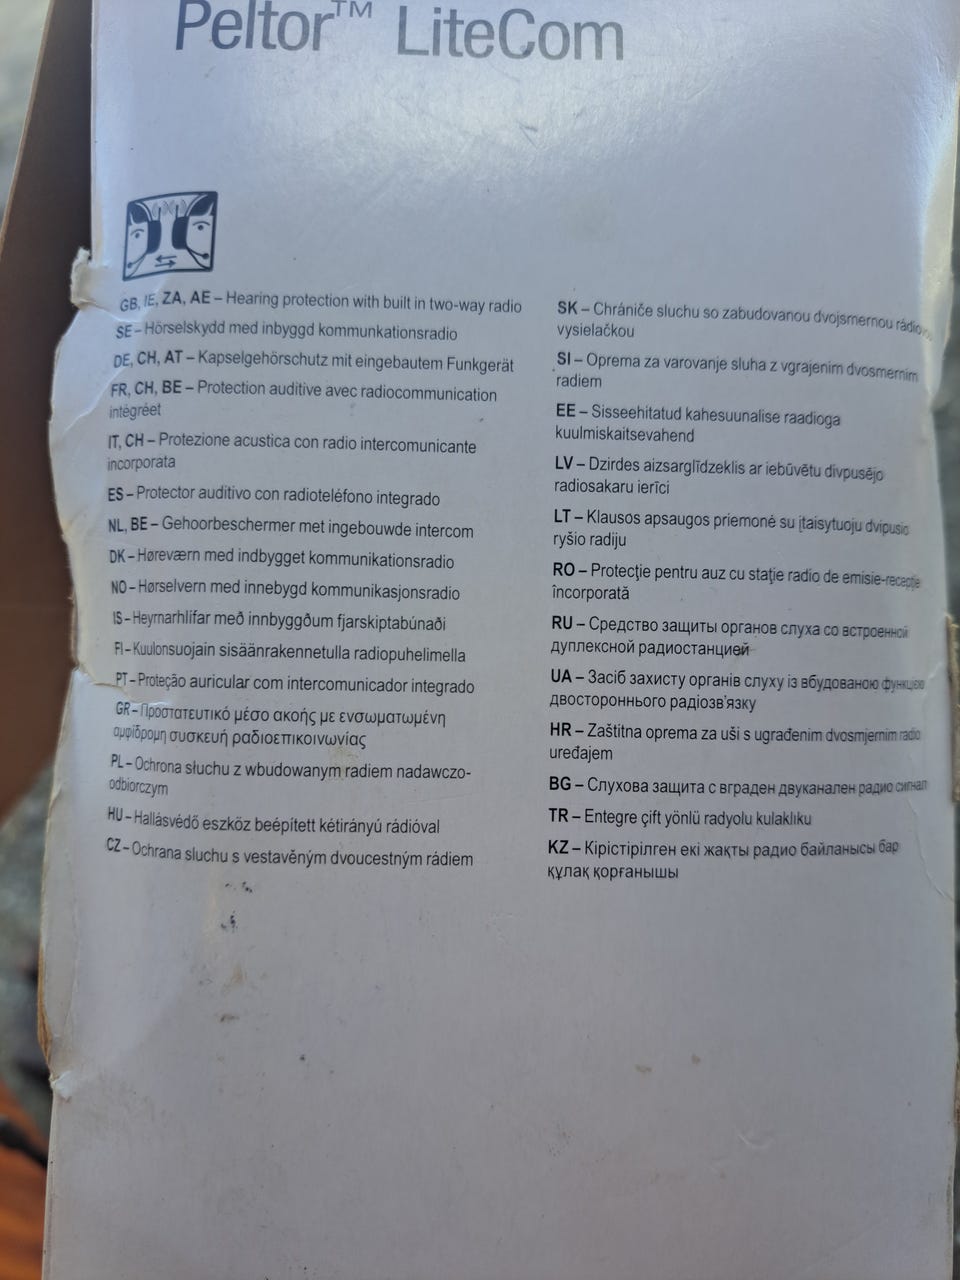 Peltor™ LiteCom
GB, IE, ZA, AE – Hearing protection with built in two-way radio
SE – Hörselskydd med inbyggd kommunkationsradio
DE, CH, AT – Kapselgehörschutz mit eingebautem Funkgerät
FR, CH, BE – Protection auditive avec radiocommunication
intégréet
IT, CH – Protezione acustica con radio intercomunicante
incorporata
ES – Protector auditivo con radioteléfono integrado
NL, BE – Gehoorbeschermer met ingebouwde intercom
DK – Høreværn med indbygget kommunikationsradio
NO – Hørselvern med innebygd kommunikasjonsradio
IS – Heyrnarhlífar með innbyggðum fjarskiptabúnaði
FI – Kuulonsuojain sisäänrakennetulla radiopuhelimella
PT – Proteção auricular com intercomunicador integrado
GR – Προστατευτικό μέσο ακοής με ενσωματωμένη
αμφίδρομη συσκευή ραδιοεπικοινωνίας
PL – Ochrona słuchu z wbudowanym radiem nadawczo-
odbiorczym
HU – Hallásvédő eszköz beépített kétirányú rádióval
CZ – Ochrana sluchu s vestavěným dvoucestným rádiem
SK – Chrániče sluchu so zabudovanou dvojsmernou rádiovou
vysielačkou
SI – Oprema za varovanje sluha z vgrajenim dvosmernim
radiem
EE – Sisseehitatud kahesuunalise raadioga
kuulmiskaitsevahend
LV – Dzirdes aizsarglīdzeklis ar iebūvētu divpusējo
radiosakaru ierīci
LT – Klausos apsaugos priemonė su įtaisytuoju dvipusio
ryšio radiju
RO – Protecţie pentru auz cu staţie radio de emisie-recepţie
încorporată
RU – Средство защиты органов слуха со встроенной
дуплексной радиостанцией
UA – Засіб захисту органів слуху із вбудованою функцією
двостороннього радіозв'язку
HR – Zaštitna oprema za uši s ugrađenim dvosmjernim radio
uređajem
BG – Слухова защита с вграден двуканален радио сигнал
TR – Entegre çift yönlü radyolu kulaklıku
KZ – Кірістірілген екі жақты радио байланысы бар
құлақ қорғанышы